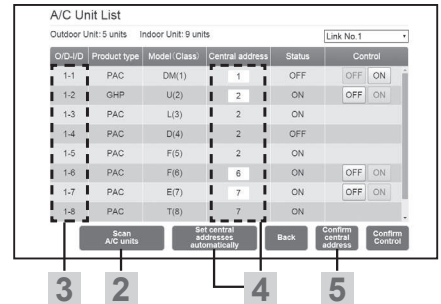 A/C Unit List
Outdoor Unit: 5 units Indoor Unit: 9 units Link No.1
O/D-I/D Product type Model (Class) Central address Status Control
1-1 PAC DM(1) 1 OFF OFF ON
1-2 GHP U(2) 2 ON OFF ON
1-3 PAC L(3) 2 ON
1-4 PAC D(4) 2 OFF
1-5 PAC F(5) 2 ON
1-6 PAC F(6) 6 ON OFF ON
1-7 PAC E(7) 7 ON OFF ON
1-8 PAC T(8) 7 ON
Scan
A/C units
Set central
addresses
automatically
Back
Confirm
central
address
Confirm
Control
3 2 4 5